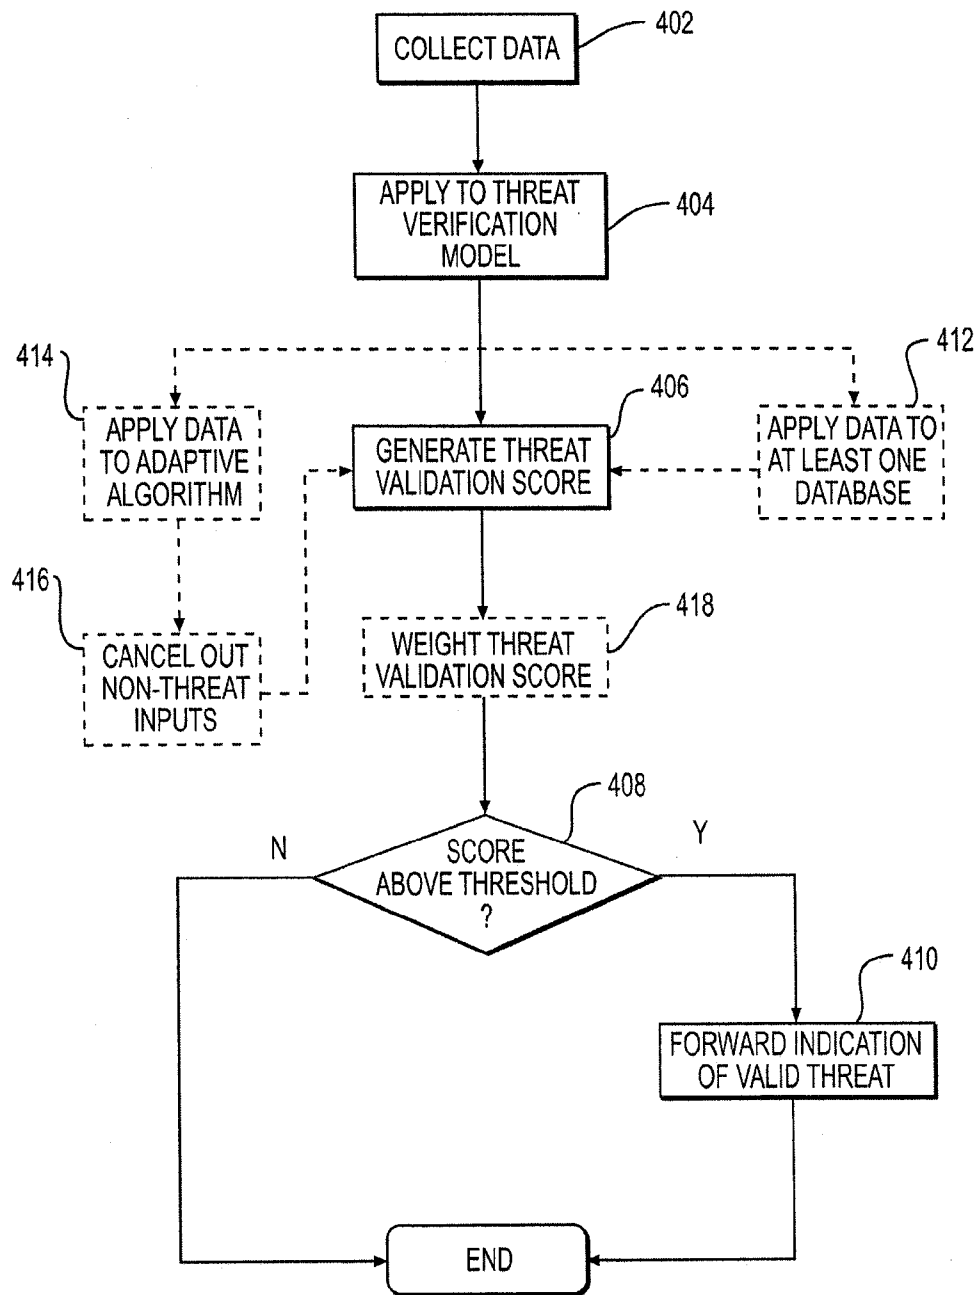 COLLECT DATA
402
APPLY TO THREAT
VERIFICATION
MODEL
404
414
412
406
APPLY DATA
TO ADAPTIVE
ALGORITHM
GENERATE THREAT
VALIDATION SCORE
APPLY DATA TO
AT LEAST ONE
DATABASE
416
418
CANCEL OUT
NON-THREAT
INPUTS
WEIGHT THREAT
VALIDATION SCORE
408
N
Y
SCORE
ABOVE THRESHOLD
?
410
FORWARD INDICATION
OF VALID THREAT
END